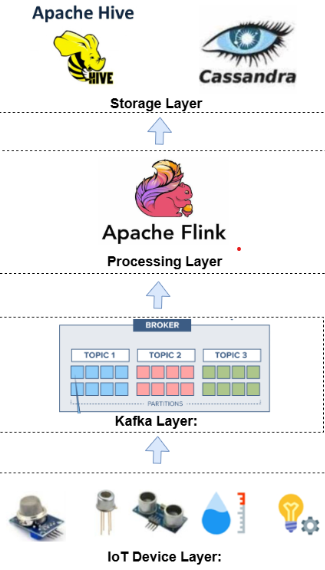 Apache Hive
HIVE
Cassandra
Storage Layer
Apache Flink
Processing Layer
BROKER
TOPIC 1
TOPIC 2
TOPIC 3
PARTITIONS
Kafka Layer:
IoT Device Layer: